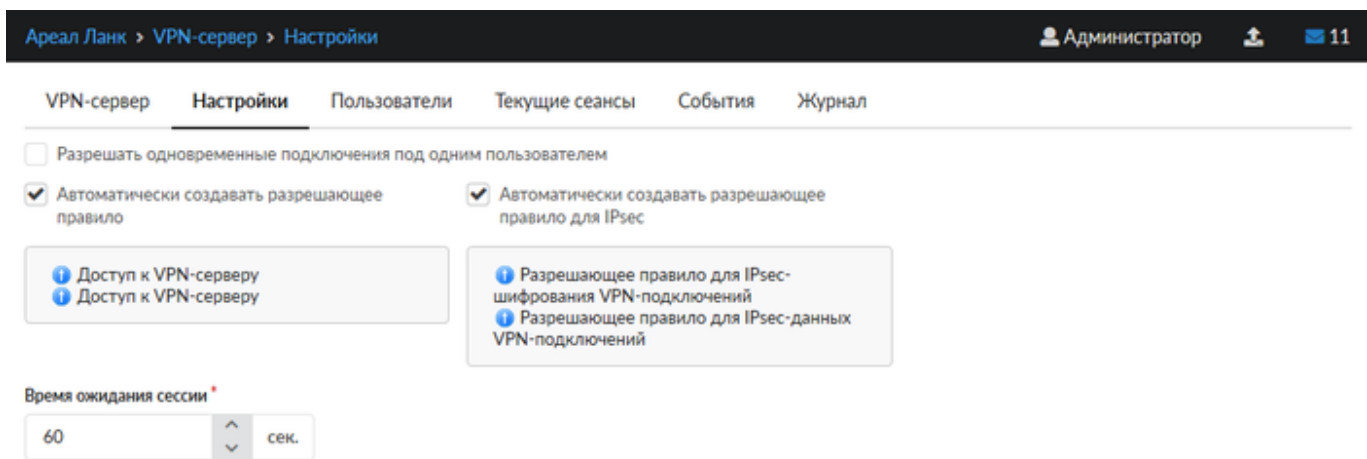 Ареал Ланк > VPN-сервер > Настройки
Администратор
11
VPN-сервер Настройки Пользователи Текущие сеансы События Журнал
Разрешать одновременные подключения под одним пользователем
Автоматически создавать разрешающее
правило
Автоматически создавать разрешающее
правило для IPsec
Доступ к VPN-серверу
Доступ к VPN-серверу
Разрешающее правило для IPsec-
шифрования VPN-подключений
Разрешающее правило для IPsec-данных
VPN-подключений
Время ожидания сессии *
60 сек.